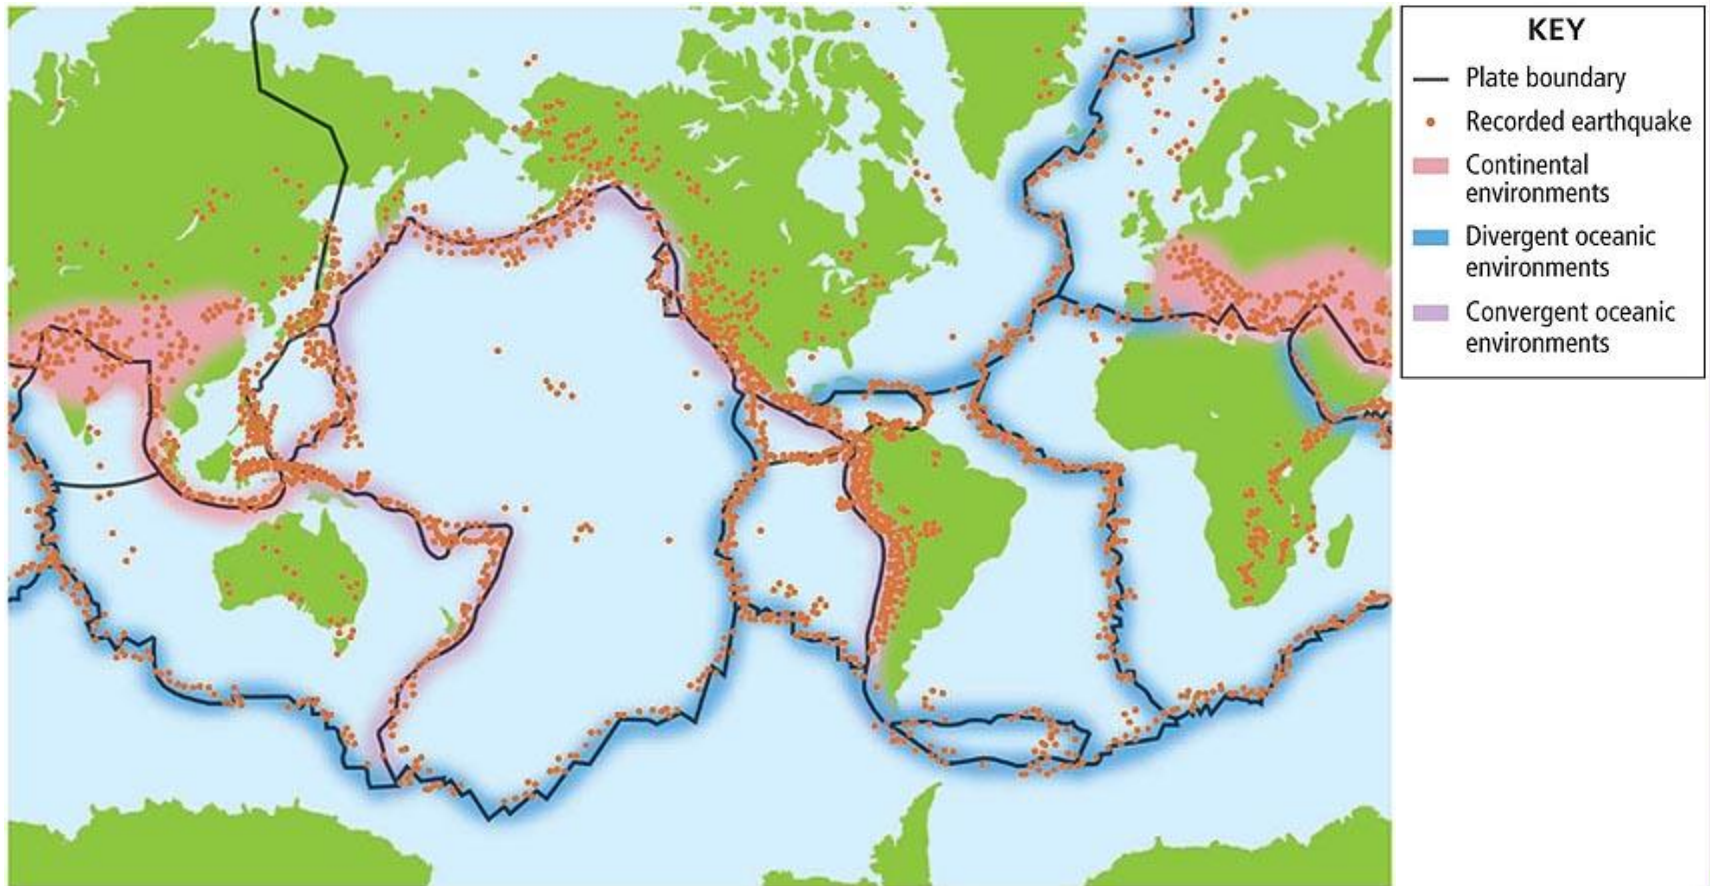 KEY
Plate boundary
Recorded earthquake
Continental
environments
Divergent oceanic
environments
Convergent oceanic
environments